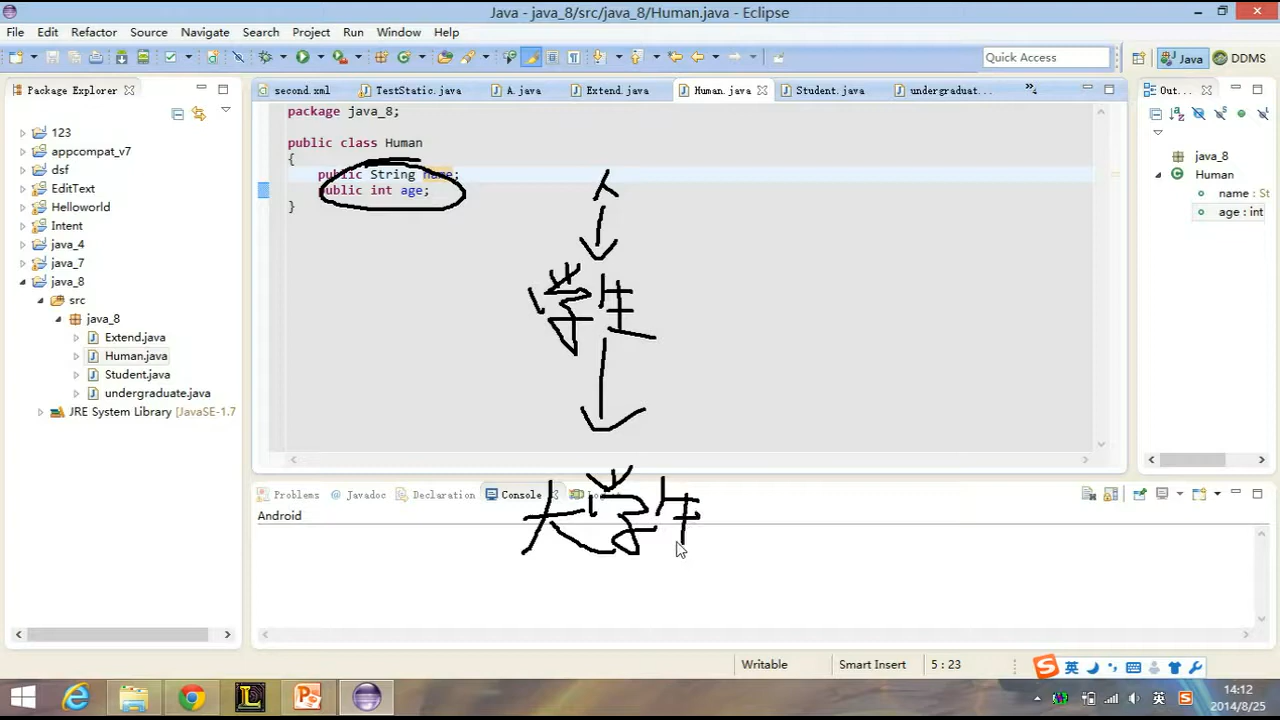 Java - java_8/src/java_8/Human.java - Eclipse
File Edit Refactor Source Navigate Search Project Run Window Help
Quick Access
Java
DDMS
Package Explorer
123
appcompat_v7
dsf
EditText
Helloworld
Intent
java_4
java_7
java_8
src
java_8
Extend.java
Human.java
Student.java
undergraduate.java
JRE System Library [JavaSE-1.7
second.xml TestStatic.java A.java Extend.java Human.java Student.java undergraduat...
package java_8;
public class Human
{
public String name;
public int age;
}
人
学生
大学生
Out...
java_8
Human
name : St
age : int
Problems Javadoc Declaration Console
Android
Writable Smart Insert 5 : 23
英
英
14:12
2014/8/25